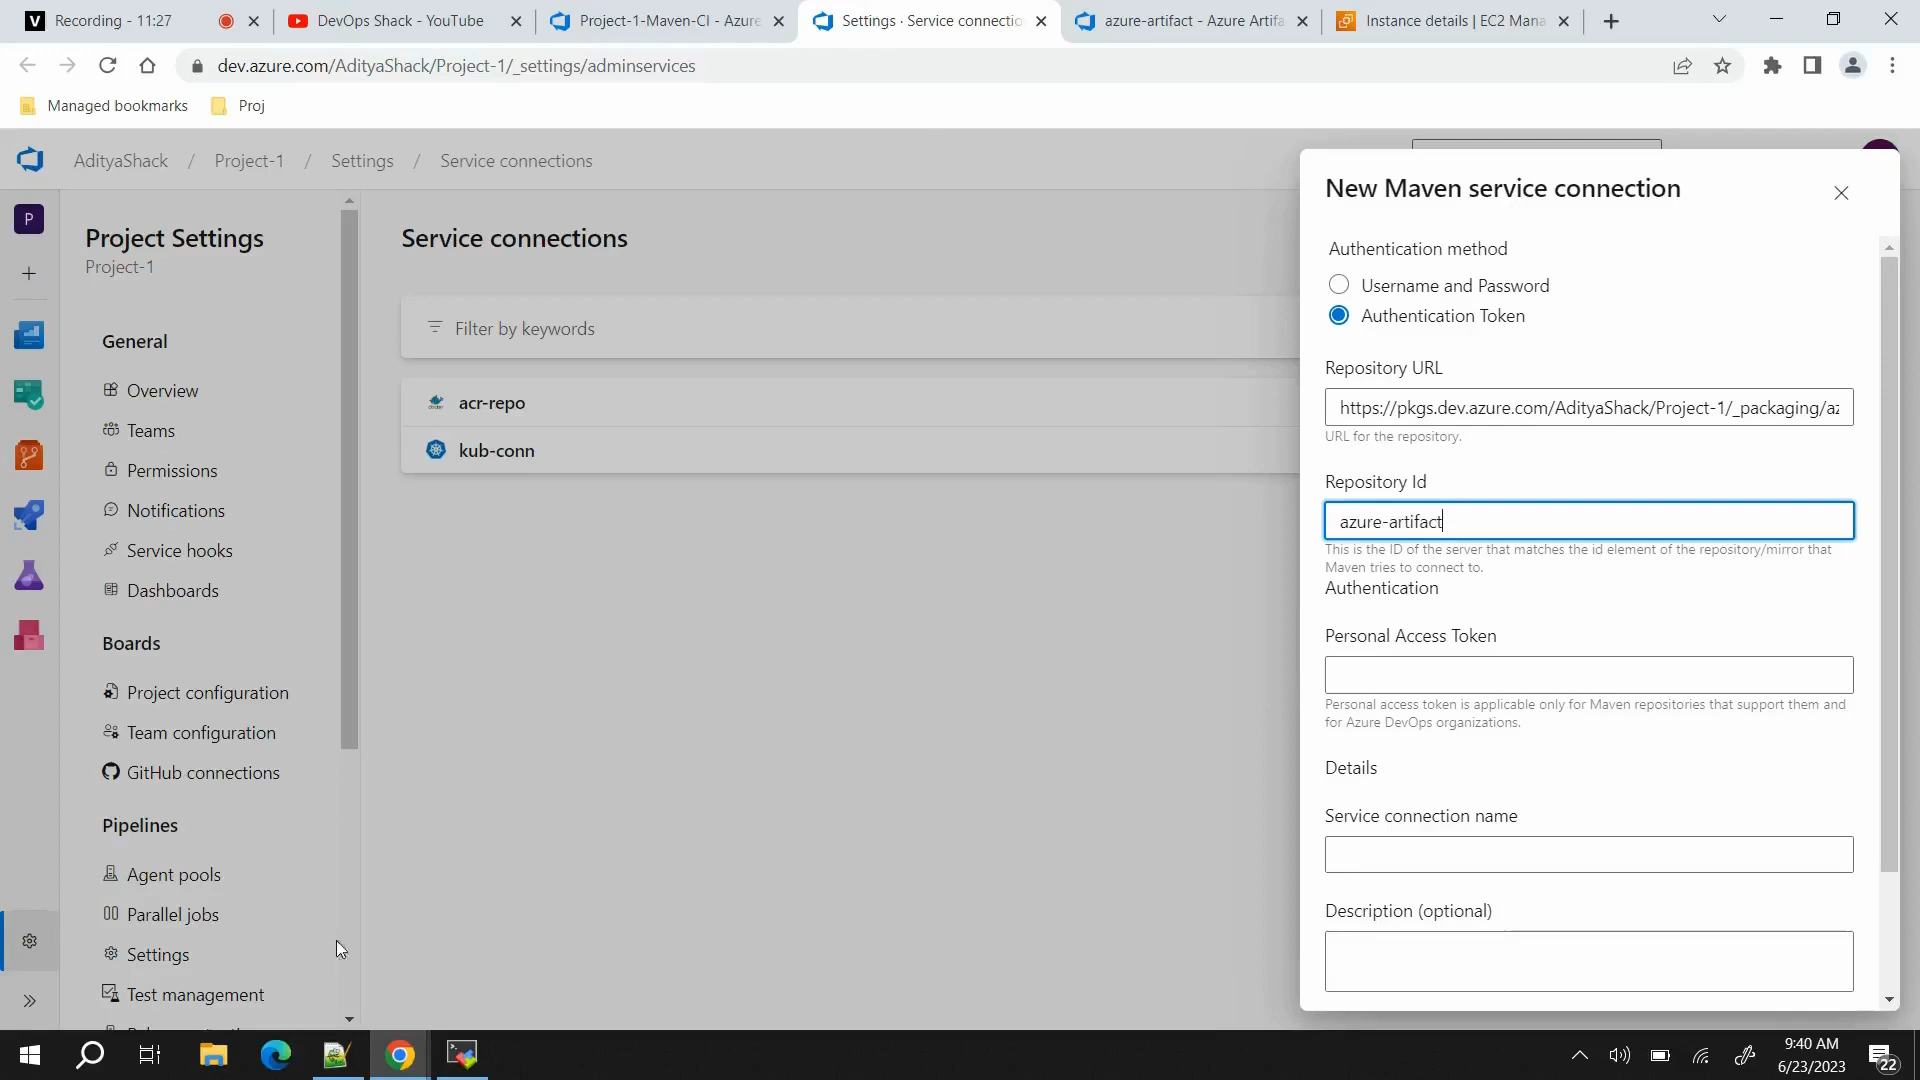 V Recording - 11:27
DevOps Shack - YouTube
Project-1-Maven-CI - Azure
Settings · Service connectio
azure-artifact - Azure Artifa
Instance details | EC2 Mana
dev.azure.com/AdityaShack/Project-1/_settings/adminservices
Managed bookmarks
Proj
AdityaShack / Project-1 / Settings / Service connections
P
Project Settings
Project-1
General
Overview
Teams
Permissions
Notifications
Service hooks
Dashboards
Boards
Project configuration
Team configuration
GitHub connections
Pipelines
Agent pools
Parallel jobs
Settings
Test management
Service connections
Filter by keywords
acr-repo
kub-conn
New Maven service connection
Authentication method
Username and Password
Authentication Token
Repository URL
https://pkgs.dev.azure.com/AdityaShack/Project-1/_packaging/az
URL for the repository.
Repository Id
azure-artifact
This is the ID of the server that matches the id element of the repository/mirror that
Maven tries to connect to.
Authentication
Personal Access Token
Personal access token is applicable only for Maven repositories that support them and
for Azure DevOps organizations.
Details
Service connection name
Description (optional)
9:40 AM
6/23/2023
22